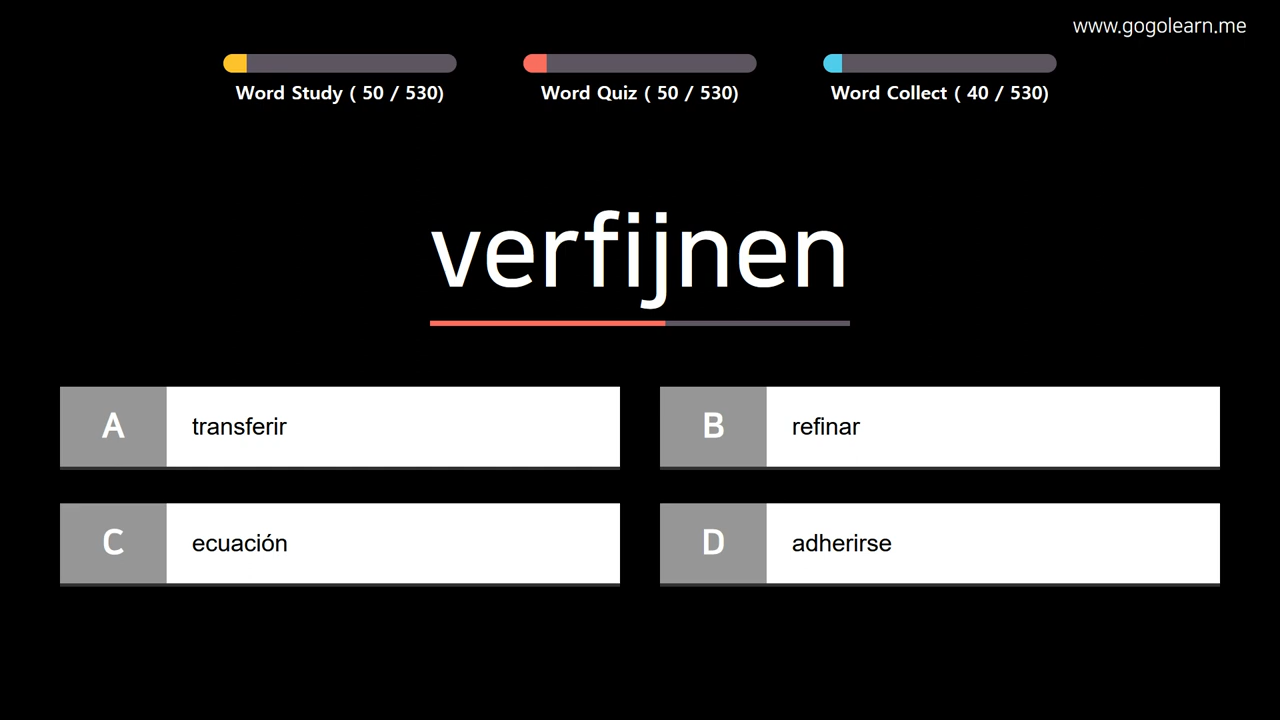 www.gogolearn.me
Word Study ( 50 / 530)
Word Quiz ( 50 / 530)
Word Collect ( 40 / 530)
verfijnen
A transferir
B refinar
C ecuación
D adherirse